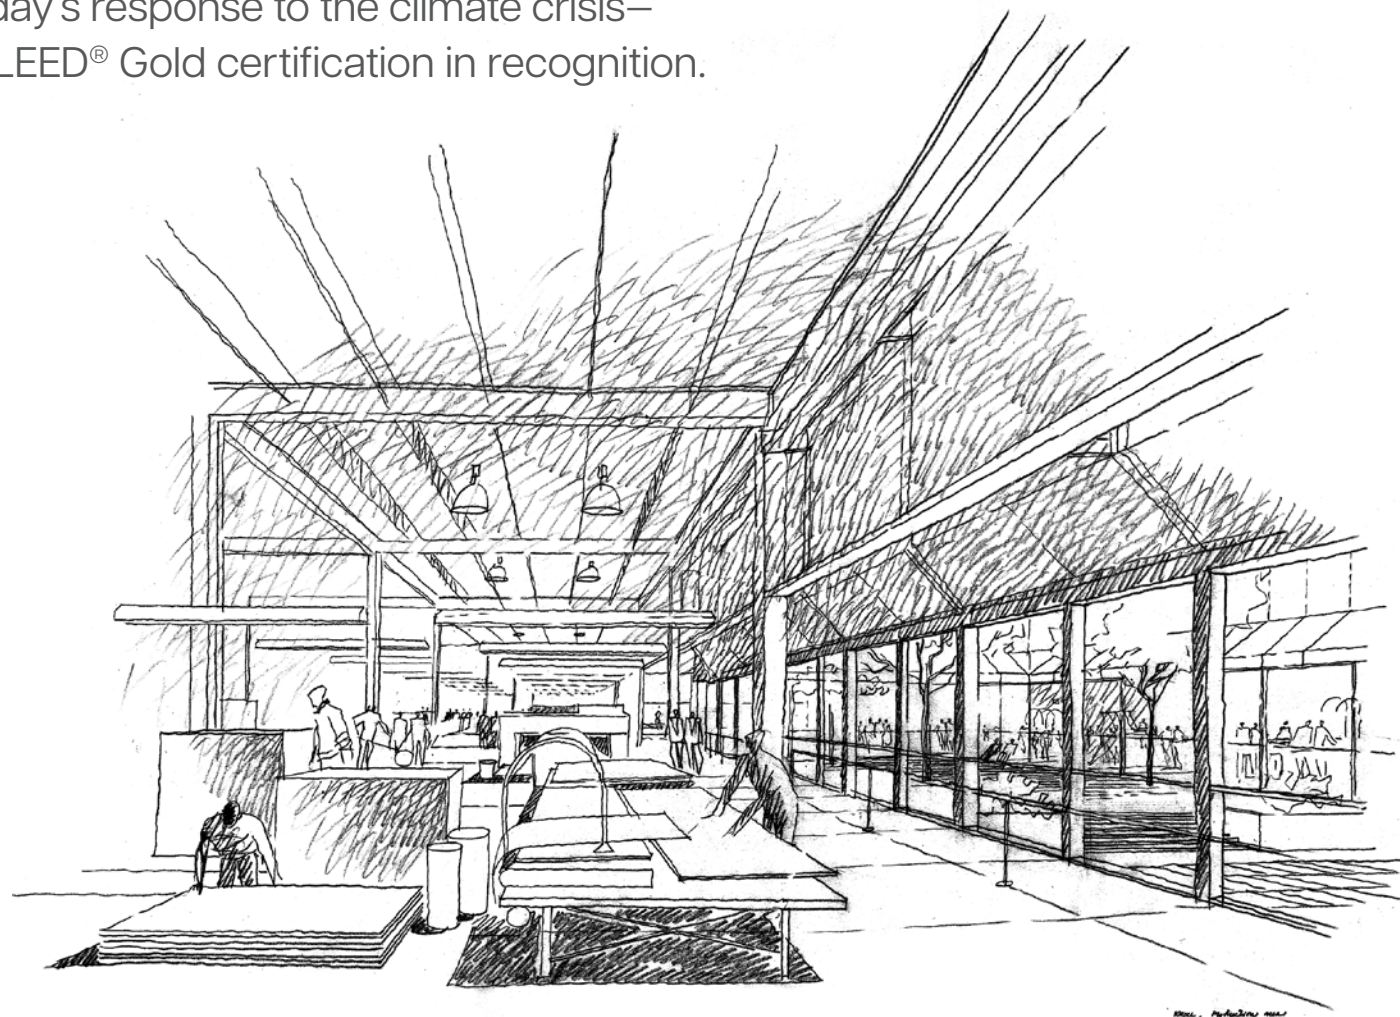 day's response to the climate crisis—
LEED® Gold certification in recognition.